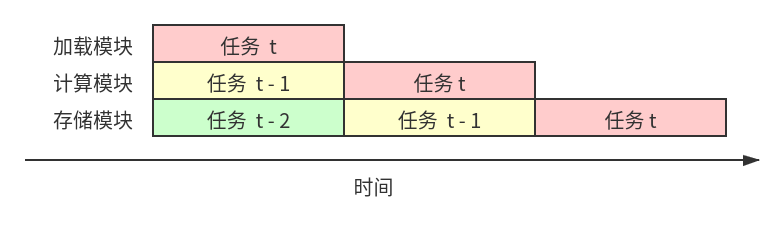 加载模块 任务 t
计算模块 任务 t - 1 任务 t
存储模块 任务 t - 2 任务 t - 1 任务 t
时间